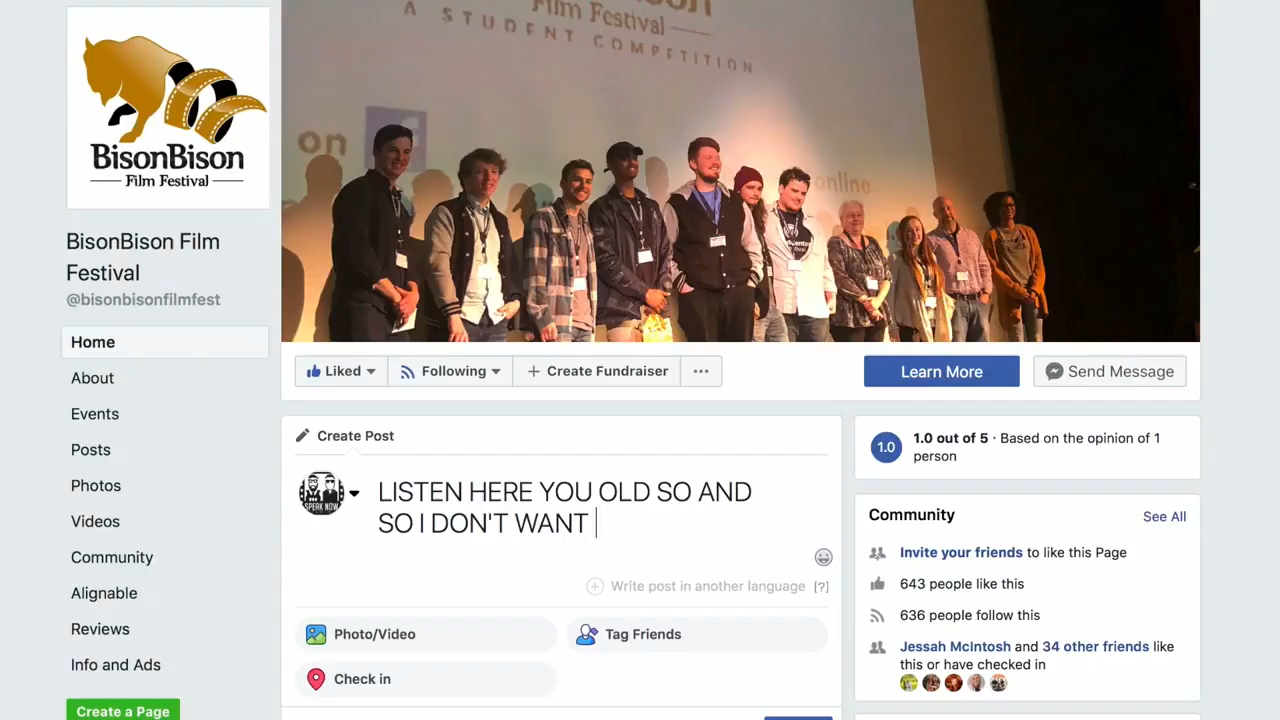 BisonBison
Film Festival
BisonBison Film
Festival
@bisonbisonfilmfest
Home
About
Events
Posts
Photos
Videos
Community
Alignable
Reviews
Info and Ads
Create a Page
Film Festival
A STUDENT COMPETITION
on
online
Liked
Following
+ Create Fundraiser
...
Learn More
Send Message
Create Post
SPEAK NOW
LISTEN HERE YOU OLD SO AND
SO I DON'T WANT
Write post in another language [?]
Photo/Video
Tag Friends
Check in
1.0
1.0 out of 5 · Based on the opinion of 1
person
Community
See All
Invite your friends to like this Page
643 people like this
636 people follow this
Jessah McIntosh and 34 other friends like
this or have checked in